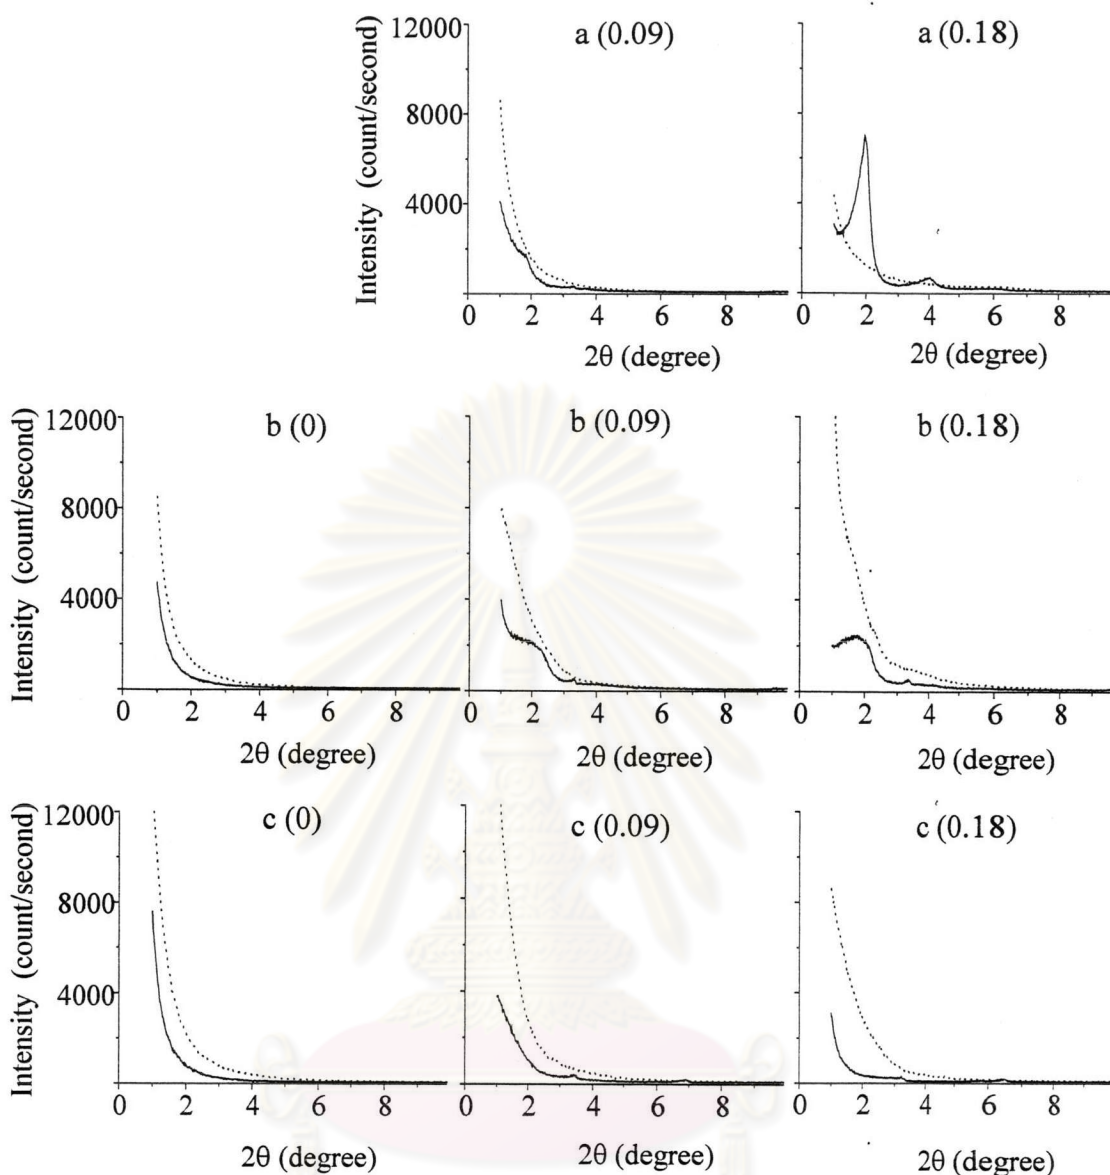 a (0.09)
a (0.18)
Intensity (count/second)
12000
8000
4000
0 2 4 6 8
2θ (degree)
0 2 4 6 8
2θ (degree)
b (0)
b (0.09)
b (0.18)
Intensity (count/second)
12000
8000
4000
0 2 4 6 8
2θ (degree)
0 2 4 6 8
2θ (degree)
0 2 4 6 8
2θ (degree)
c (0)
c (0.09)
c (0.18)
Intensity (count/second)
12000
8000
4000
0 2 4 6 8
2θ (degree)
0 2 4 6 8
2θ (degree)
0 2 4 6 8
2θ (degree)